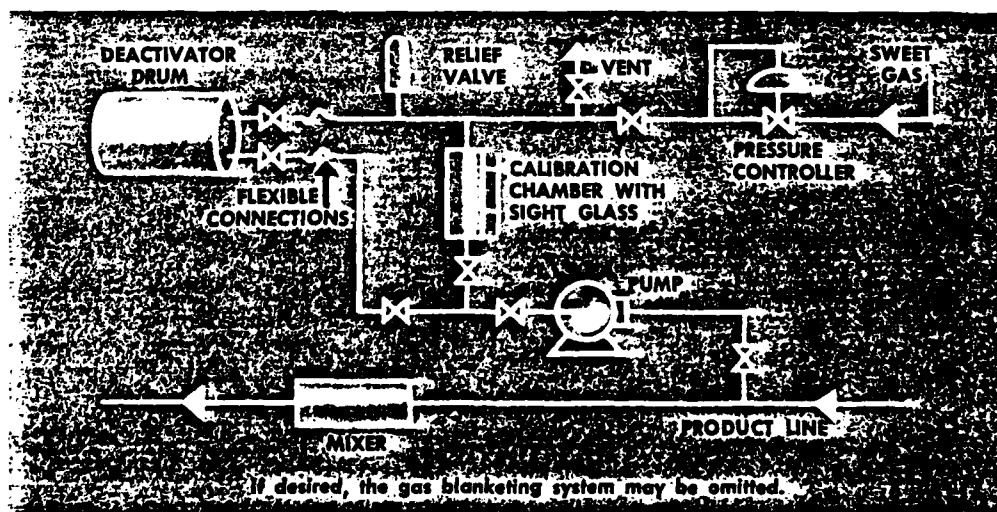 DEACTIVATOR
DRUM
RELIEF
VALVE
VENT
SWEET
GAS
PRESSURE
CONTROLLER
CALIBRATION
CHAMBER WITH
SIGHT GLASS
FLEXIBLE
CONNECTIONS
PUMP
PRODUCT LINE
MIXER
If desired, the gas blanketing system may be omitted.